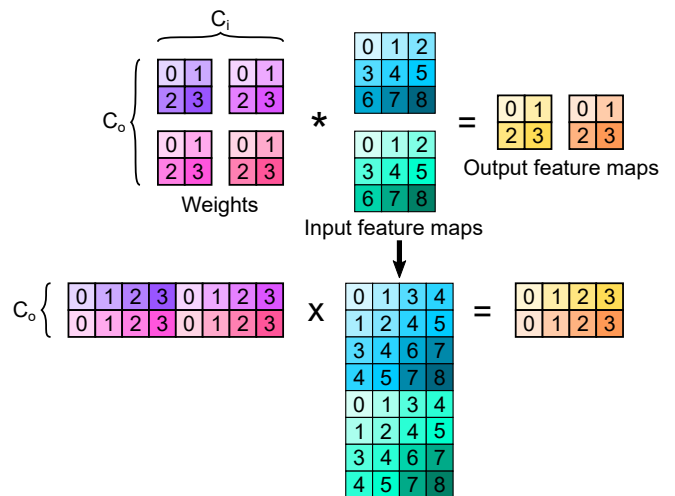 C_i
0 1 0 1 0 1 2
2 3 2 3 3 4 5
6 7 8
C_o * = 0 1 0 1
2 3 2 3
0 1 0 1 0 1 2
2 3 2 3 3 4 5
6 7 8
Output feature maps
Weights
Input feature maps
C_o 0 1 2 3 0 1 2 3 x 0 1 3 4 = 0 1 2 3
0 1 2 3 0 1 2 3 1 2 4 5 0 1 2 3
3 4 6 7
4 5 7 8
0 1 3 4
1 2 4 5
3 4 6 7
4 5 7 8